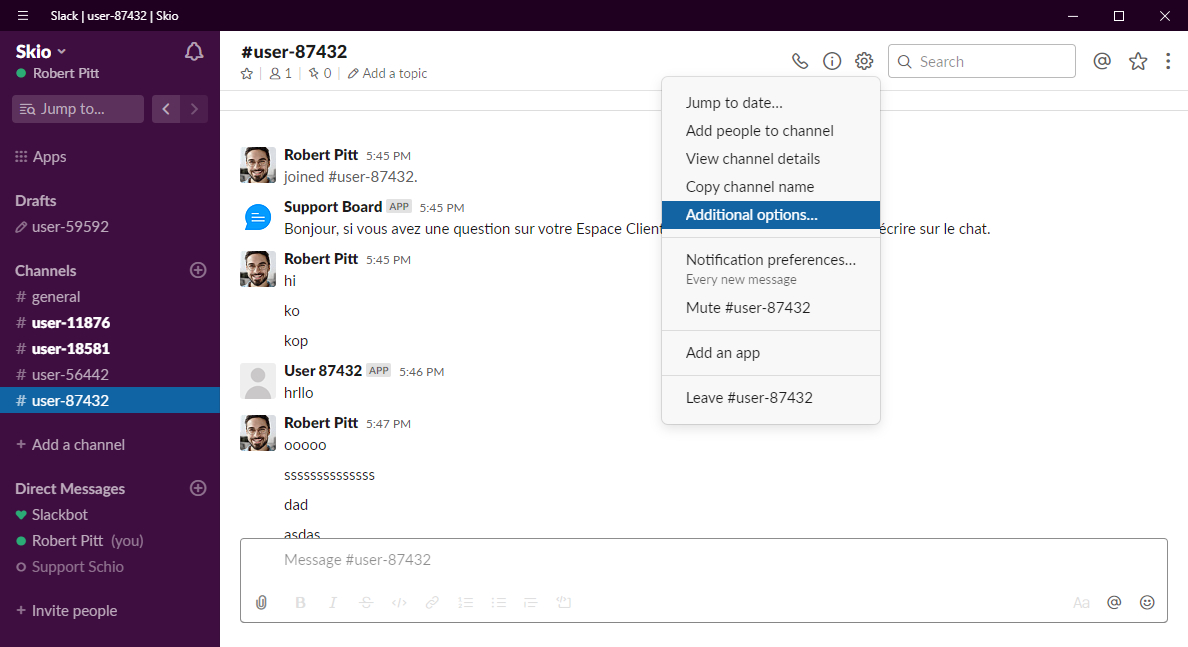 Slack | user-87432 | Skio
Skio
Robert Pitt
Jump to...
Apps
Drafts
user-59592
Channels
# general
# user-11876
# user-18581
# user-56442
# user-87432
+ Add a channel
Direct Messages
Slackbot
Robert Pitt (you)
Support Schio
+ Invite people
#user-87432
1 | 0 | Add a topic
Search
@
Robert Pitt 5:45 PM
joined #user-87432.
Support Board APP 5:45 PM
Bonjour, si vous avez une question sur votre Espace Client écrire sur le chat.
Robert Pitt 5:45 PM
hi
ko
kop
User 87432 APP 5:46 PM
hrllo
Robert Pitt 5:47 PM
ooooo
ssssssssssssss
dad
asdas
Jump to date...
Add people to channel
View channel details
Copy channel name
Additional options...
Notification preferences...
Every new message
Mute #user-87432
Add an app
Leave #user-87432
Message #user-87432
B I S </> Aa @